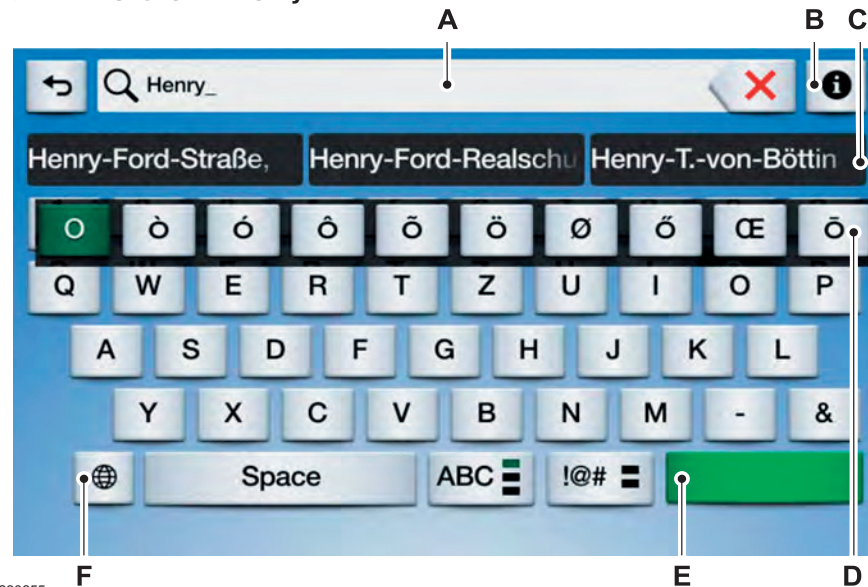 A B C
Henry_
Henry-Ford-Straße, Henry-Ford-Realschu Henry-T.-von-Böttin
O Ò Ó Ô Õ Ö Ø Ő Œ Ō
Q W E R T Z U I O P
A S D F G H J K L
Y X C V B N M - &
Space ABC !@#
F E D